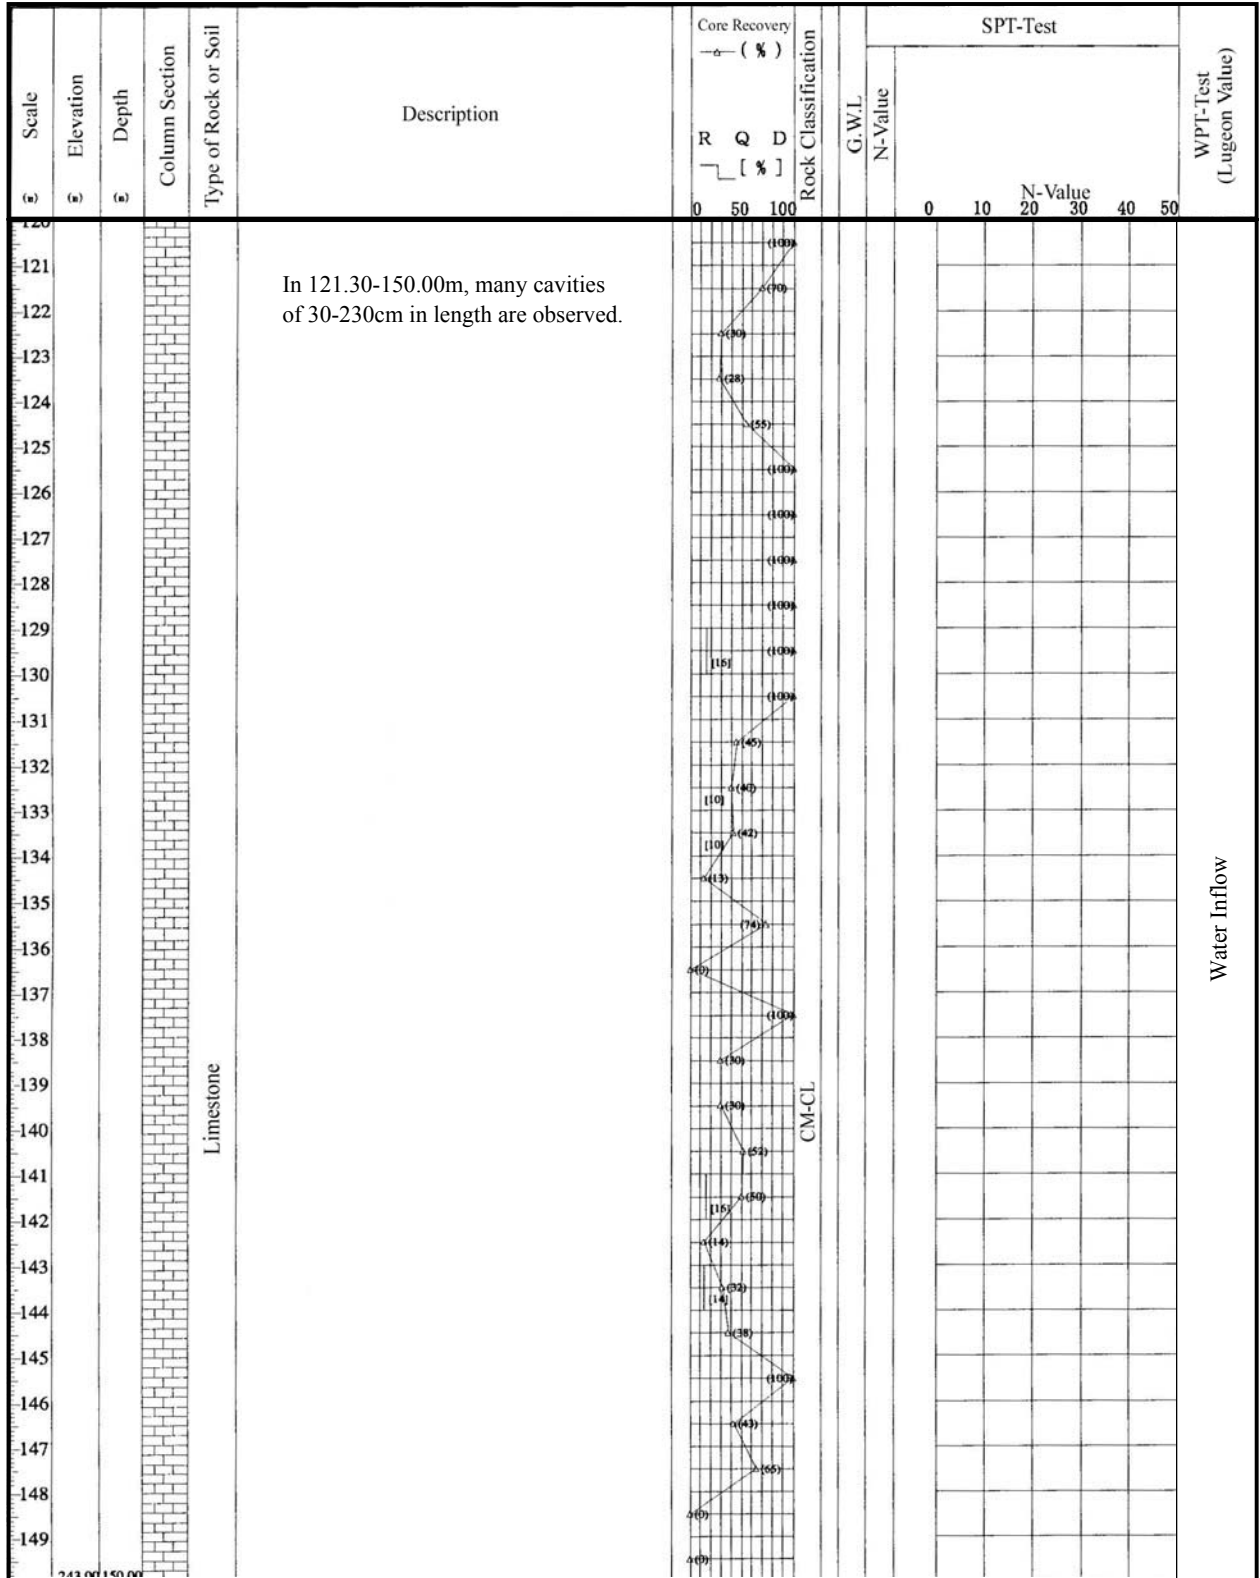 Scale
(m)
Elevation
(m)
Depth
(m)
Column Section
Type of Rock or Soil
Description
Core Recovery
( % )
R Q D
[ % ]
0 50 100
Rock Classification
G.W.L
SPT-Test
N-Value
N-Value
0 10 20 30 40 50
WPT-Test
(Lugeon Value)
120
(100)
121
In 121.30-150.00m, many cavities
of 30-230cm in length are observed.
(70)
122
(30)
123
(28)
124
(55)
125
(100)
126
(100)
127
(100)
128
(100)
129
(100)
[16]
130
(100)
131
(45)
132
(40)
[10]
133
(42)
[10]
134
(13)
135
(74)
136
(0)
137
(100)
138
(30)
139
(30)
140
(52)
141
(50)
[16]
142
(14)
143
(32)
[14]
144
(38)
145
(100)
146
(43)
147
(65)
148
(0)
149
(0)
243.00 150.00
Limestone
CM-CL
Water Inflow